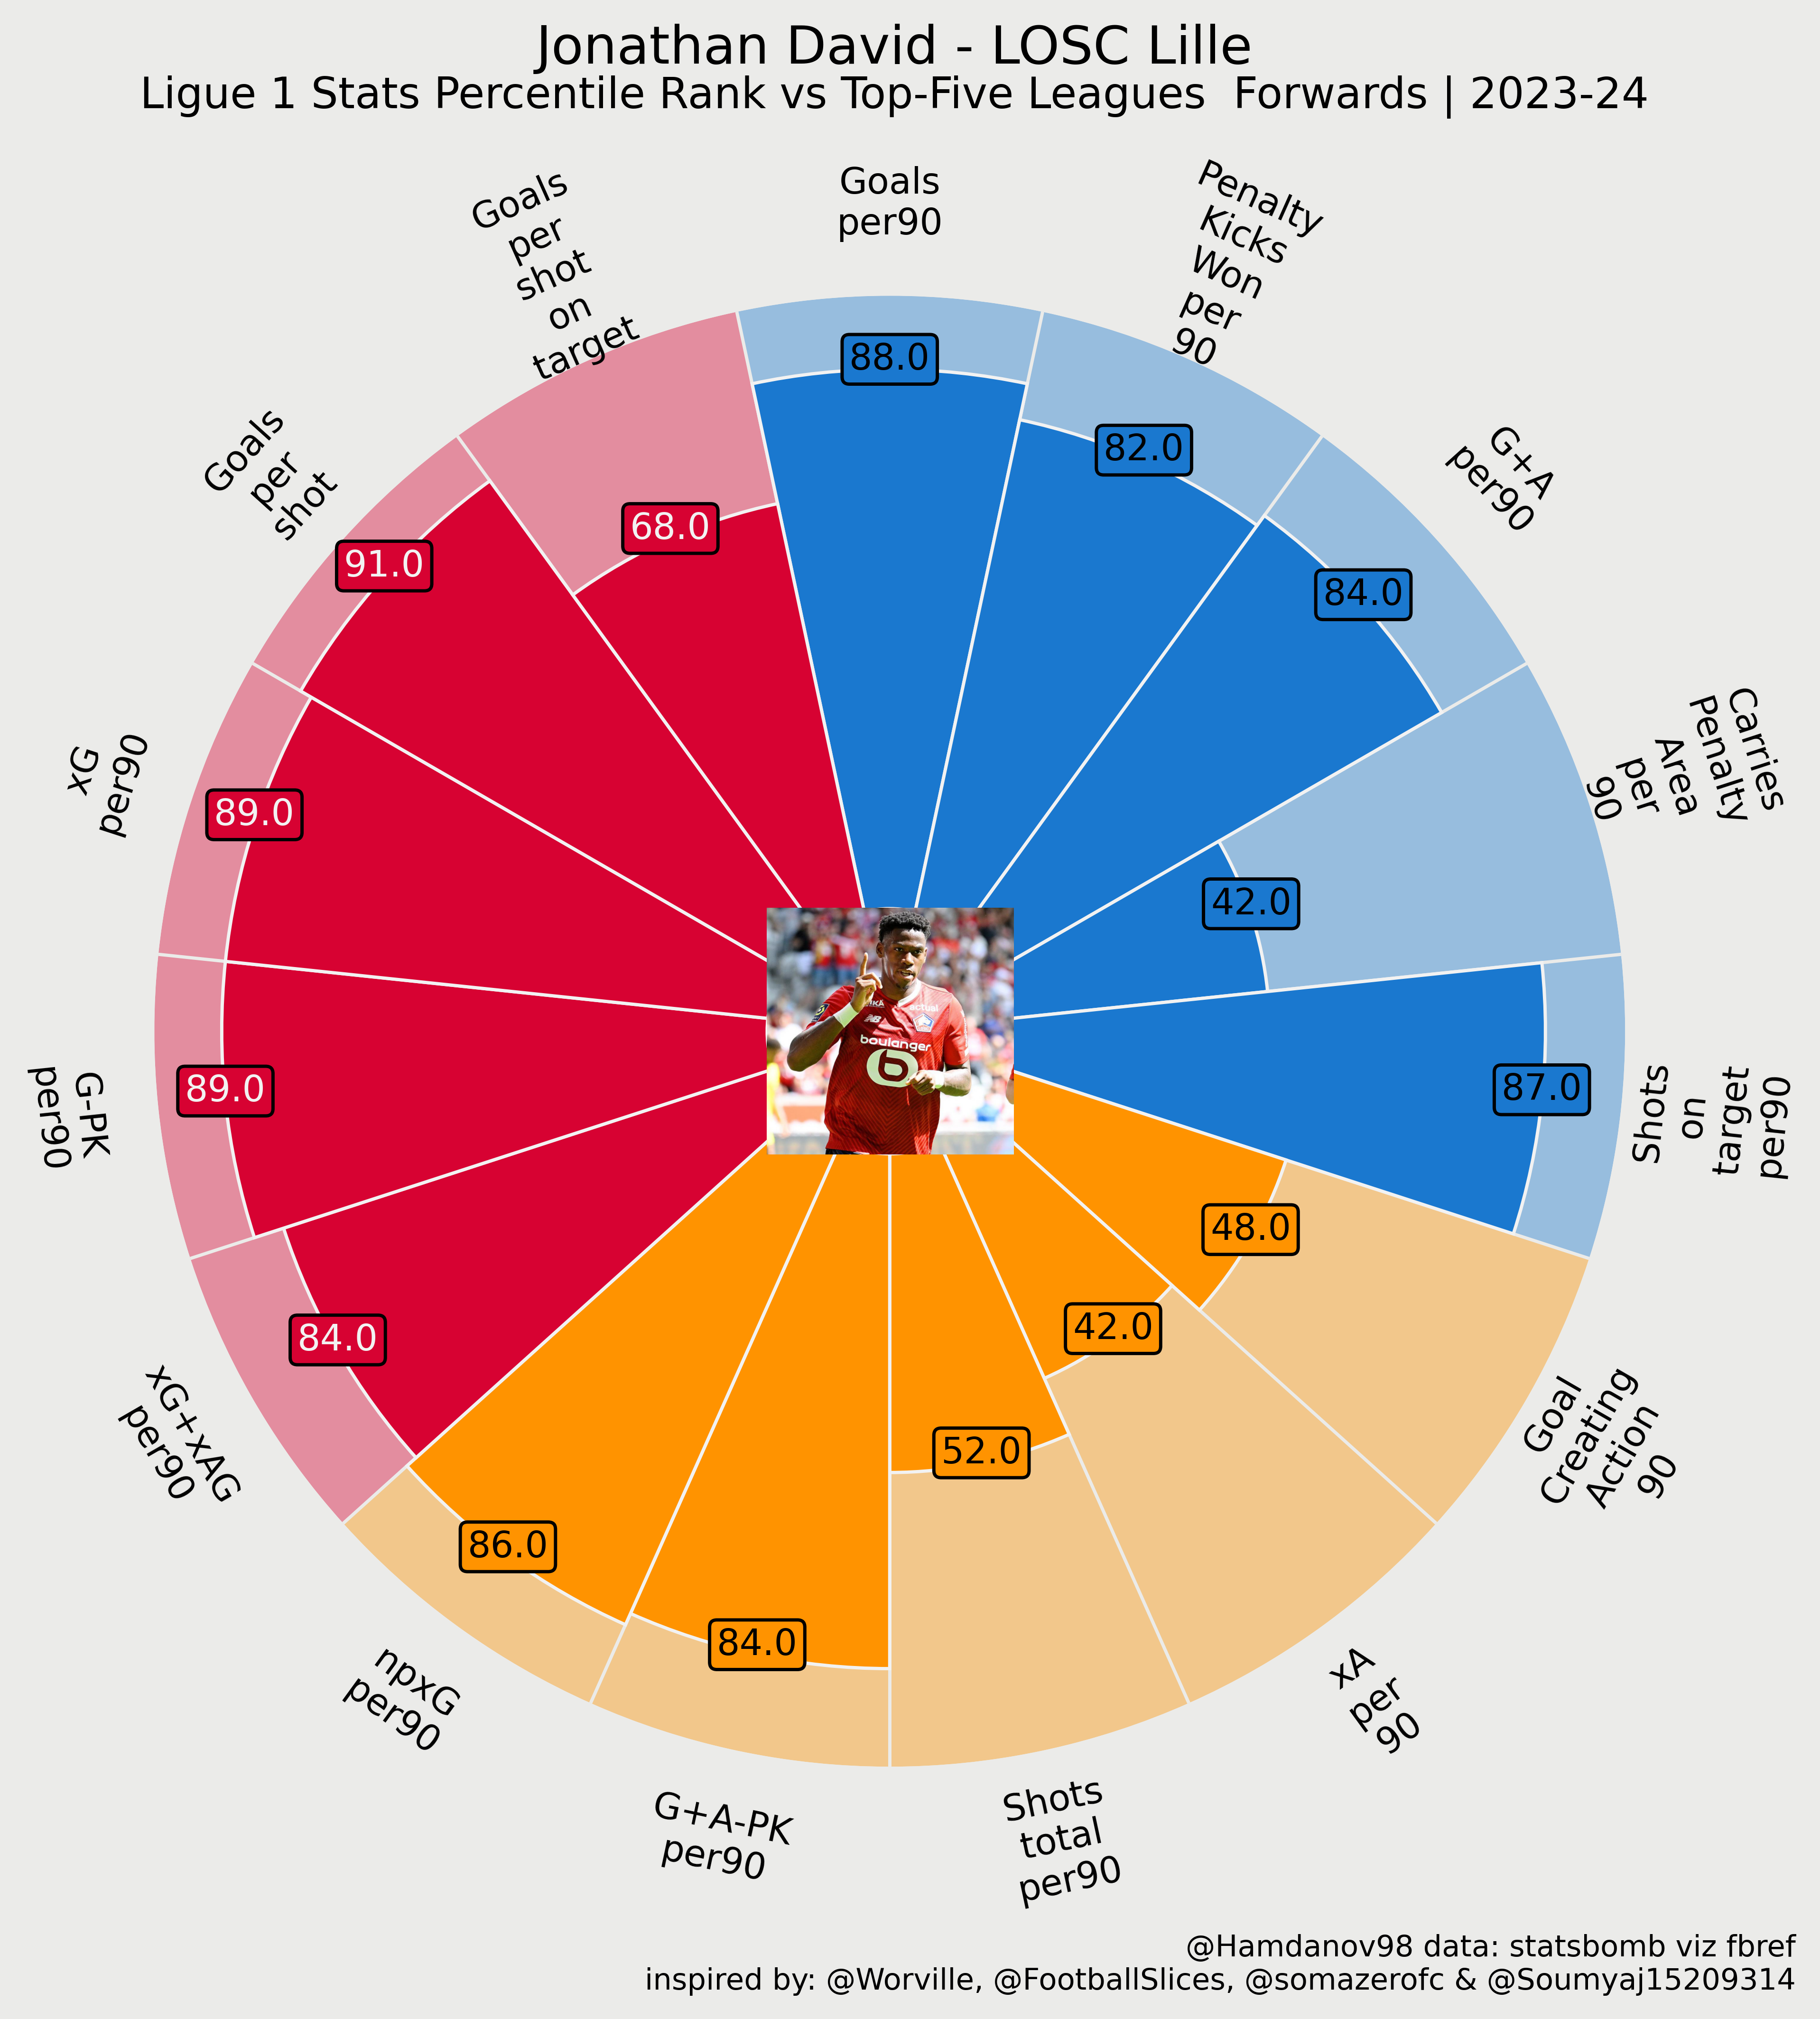 Jonathan David - LOSC Lille
Ligue 1 Stats Percentile Rank vs Top-Five Leagues  Forwards | 2023-24
Goals
per90
88.0
Penalty
Kicks
Won
per
90
82.0
G+A
per90
84.0
Carries
Penalty
Area
per
90
42.0
Shots
on
target
per90
87.0
Goal
Creating
Action
90
48.0
xA
per
90
42.0
Shots
total
per90
52.0
G+A-PK
per90
84.0
npxG
per90
86.0
xG+xAG
per90
84.0
G-PK
per90
89.0
xG
per90
89.0
Goals
per
shot
91.0
Goals
per
shot
on
target
68.0
actual
boulanger
@Hamdanov98 data: statsbomb viz fbref
inspired by: @Worville, @FootballSlices, @somazerofc & @Soumyaj15209314